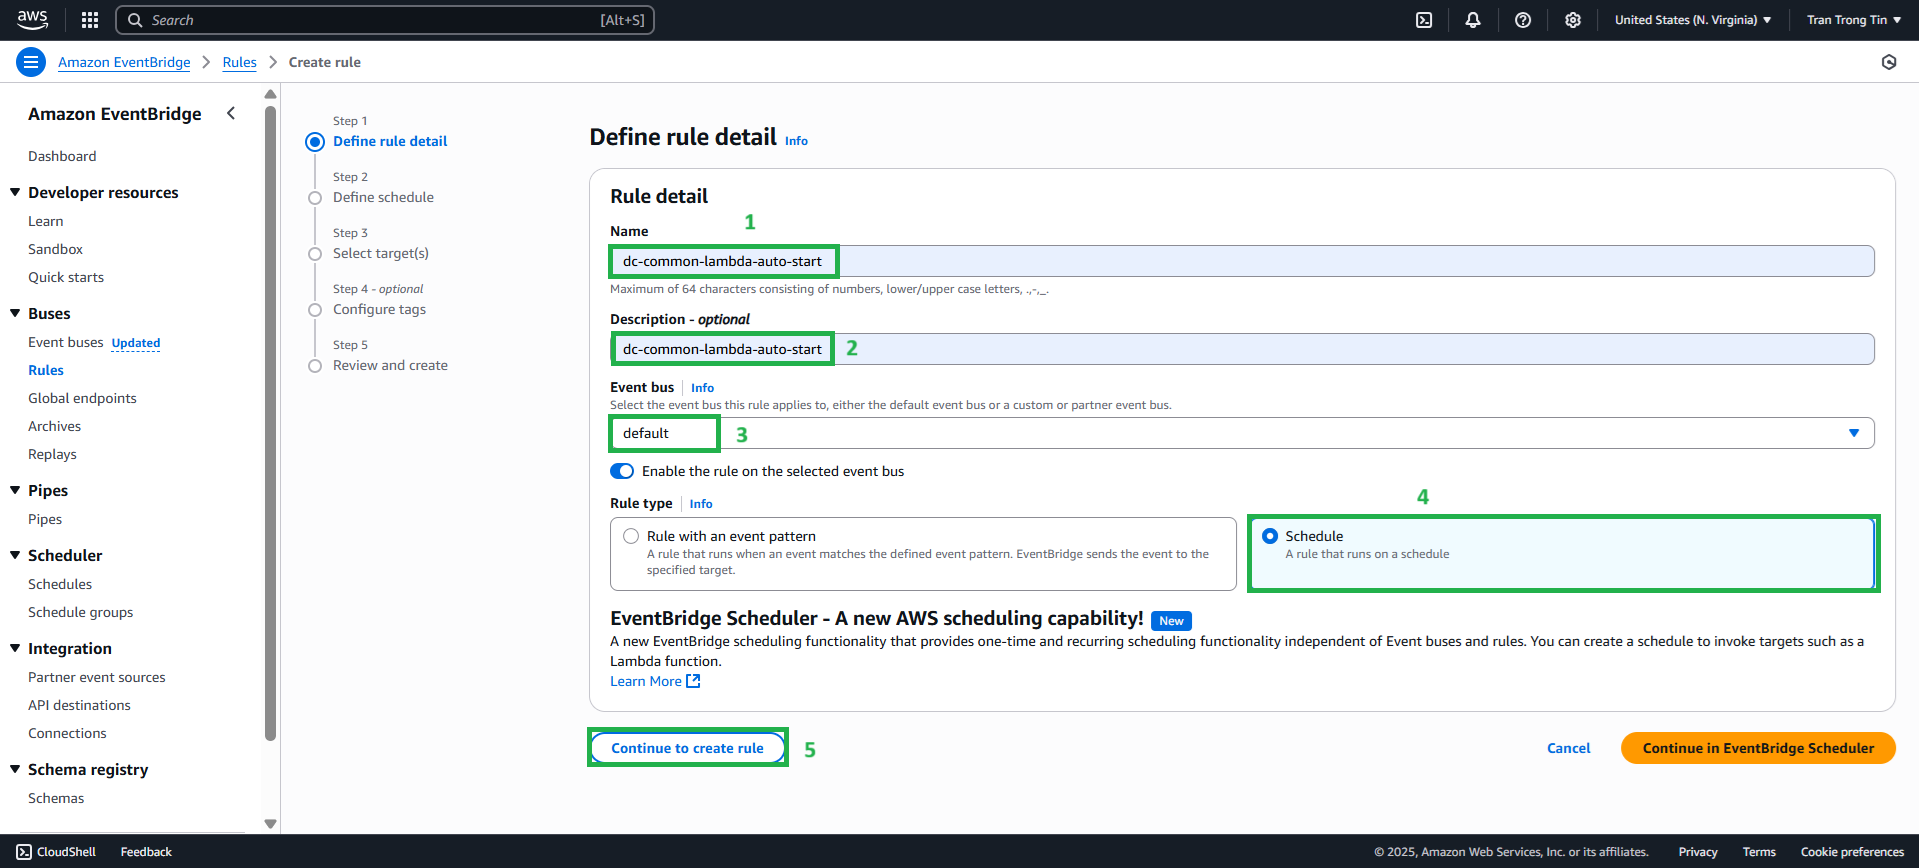 aws
Search
[Alt+S]
United States (N. Virginia)
Tran Trong Tin
Amazon EventBridge
Rules
Create rule
Amazon EventBridge
Dashboard
Developer resources
Learn
Sandbox
Quick starts
Buses
Event buses Updated
Rules
Global endpoints
Archives
Replays
Pipes
Pipes
Scheduler
Schedules
Schedule groups
Integration
Partner event sources
API destinations
Connections
Schema registry
Schemas
Step 1
Define rule detail
Step 2
Define schedule
Step 3
Select target(s)
Step 4 - optional
Configure tags
Step 5
Review and create
Define rule detail Info
Rule detail
1
Name
dc-common-lambda-auto-start
Maximum of 64 characters consisting of numbers, lower/upper case letters, .,-,_.
Description - optional
dc-common-lambda-auto-start 2
Event bus Info
Select the event bus this rule applies to, either the default event bus or a custom or partner event bus.
default 3
Enable the rule on the selected event bus
Rule type Info
4
Rule with an event pattern
A rule that runs when an event matches the defined event pattern. EventBridge sends the event to the
specified target.
Schedule
A rule that runs on a schedule
EventBridge Scheduler - A new AWS scheduling capability! New
A new EventBridge scheduling functionality that provides one-time and recurring scheduling functionality independent of Event buses and rules. You can create a schedule to invoke targets such as a
Lambda function.
Learn More
Continue to create rule 5
Cancel
Continue in EventBridge Scheduler
CloudShell
Feedback
© 2025, Amazon Web Services, Inc. or its affiliates.
Privacy
Terms
Cookie preferences